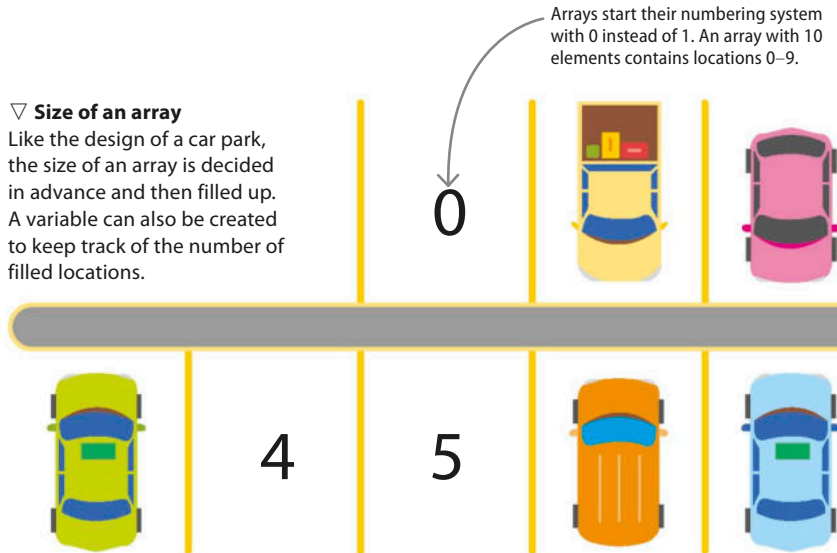 Arrays start their numbering system
with 0 instead of 1. An array with 10
elements contains locations 0–9.
▽ Size of an array
Like the design of a car park,
the size of an array is decided
in advance and then filled up.
A variable can also be created
to keep track of the number of
filled locations.
0
4
5